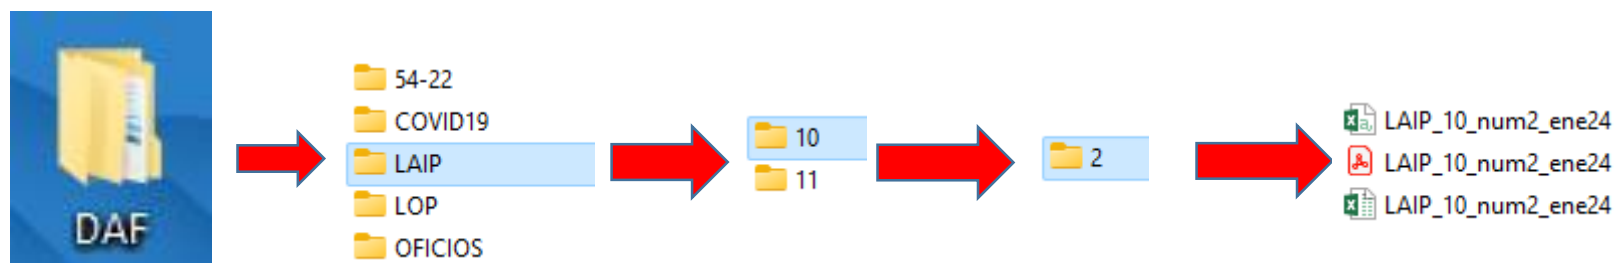 DAF
54-22
COVID19
LAIP
LOP
OFICIOS
10
11
2
LAIP_10_num2_ene24
LAIP_10_num2_ene24
LAIP_10_num2_ene24